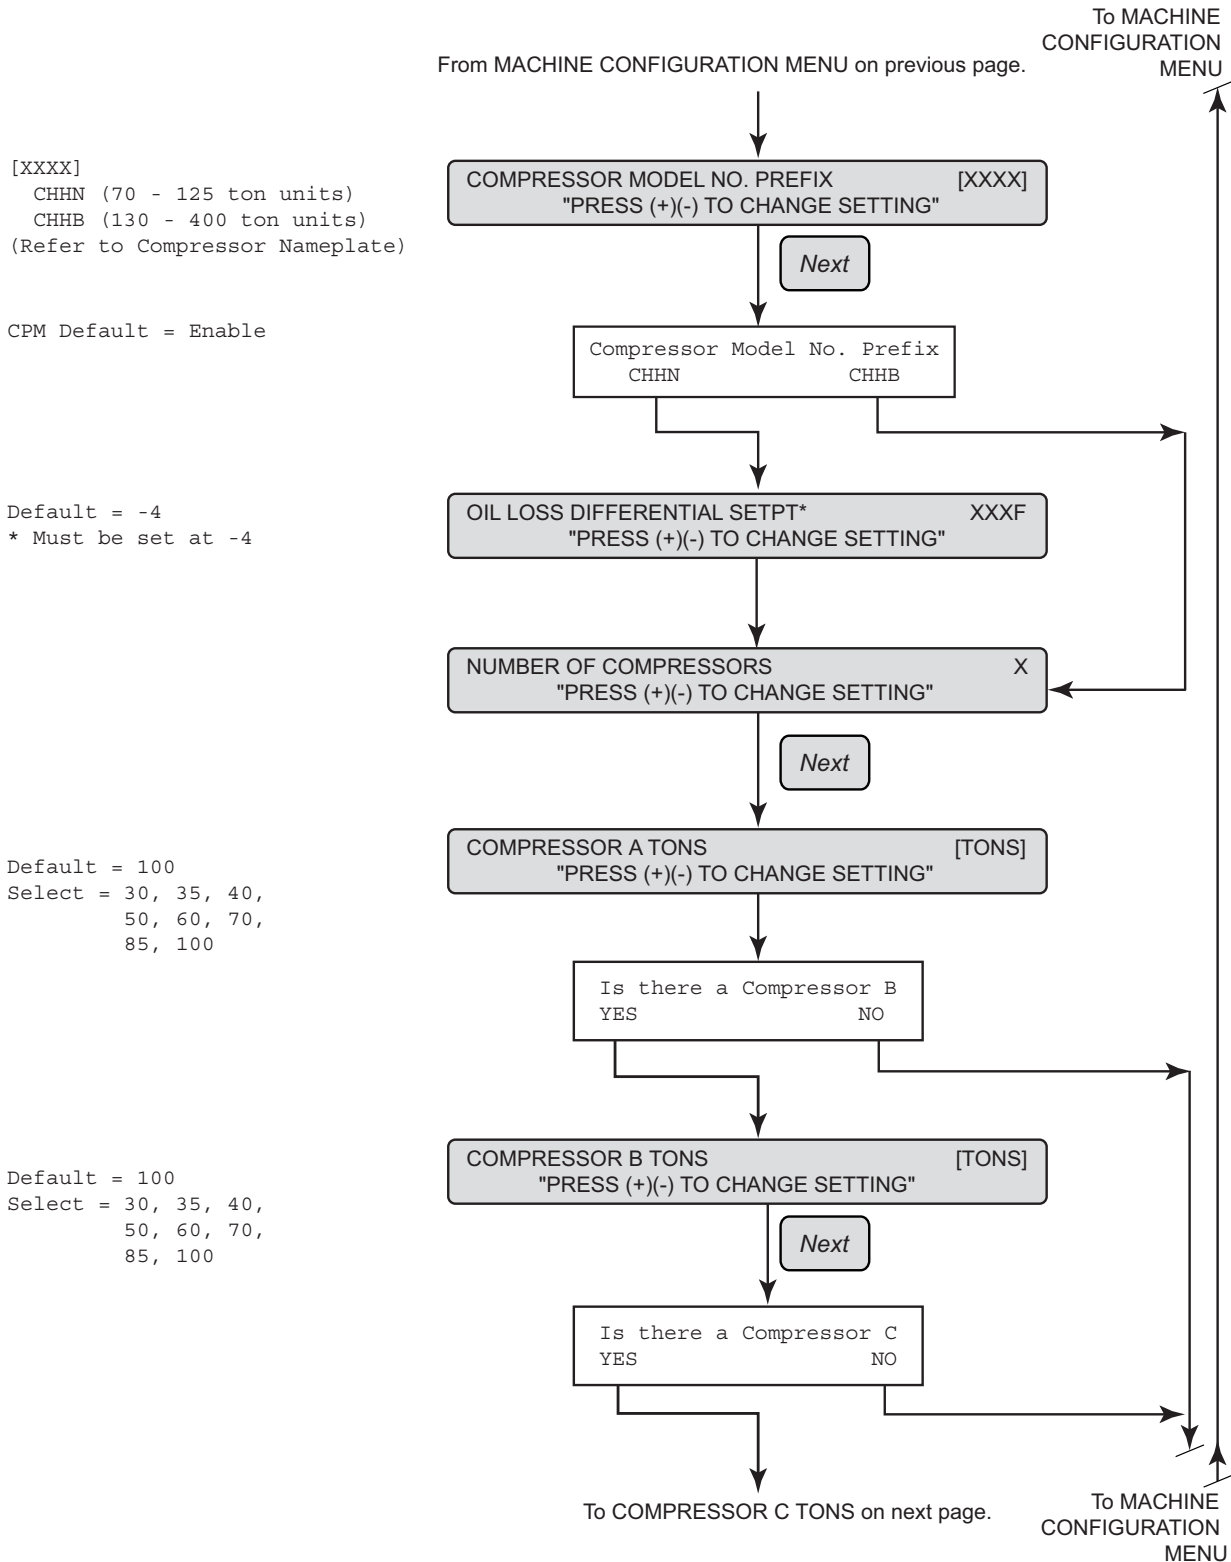 To MACHINE
CONFIGURATION
MENU
From MACHINE CONFIGURATION MENU on previous page.
[XXXX]
CHHN (70 - 125 ton units)
CHHB (130 - 400 ton units)
(Refer to Compressor Nameplate)
COMPRESSOR MODEL NO. PREFIX [XXXX]
"PRESS (+)(-) TO CHANGE SETTING"
Next
CPM Default = Enable
Compressor Model No. Prefix
CHHN CHHB
Default = -4
* Must be set at -4
OIL LOSS DIFFERENTIAL SETPT* XXXF
"PRESS (+)(-) TO CHANGE SETTING"
NUMBER OF COMPRESSORS X
"PRESS (+)(-) TO CHANGE SETTING"
Next
Default = 100
Select = 30, 35, 40,
50, 60, 70,
85, 100
COMPRESSOR A TONS [TONS]
"PRESS (+)(-) TO CHANGE SETTING"
Is there a Compressor B
YES NO
Default = 100
Select = 30, 35, 40,
50, 60, 70,
85, 100
COMPRESSOR B TONS [TONS]
"PRESS (+)(-) TO CHANGE SETTING"
Next
Is there a Compressor C
YES NO
To COMPRESSOR C TONS on next page.
To MACHINE
CONFIGURATION
MENU